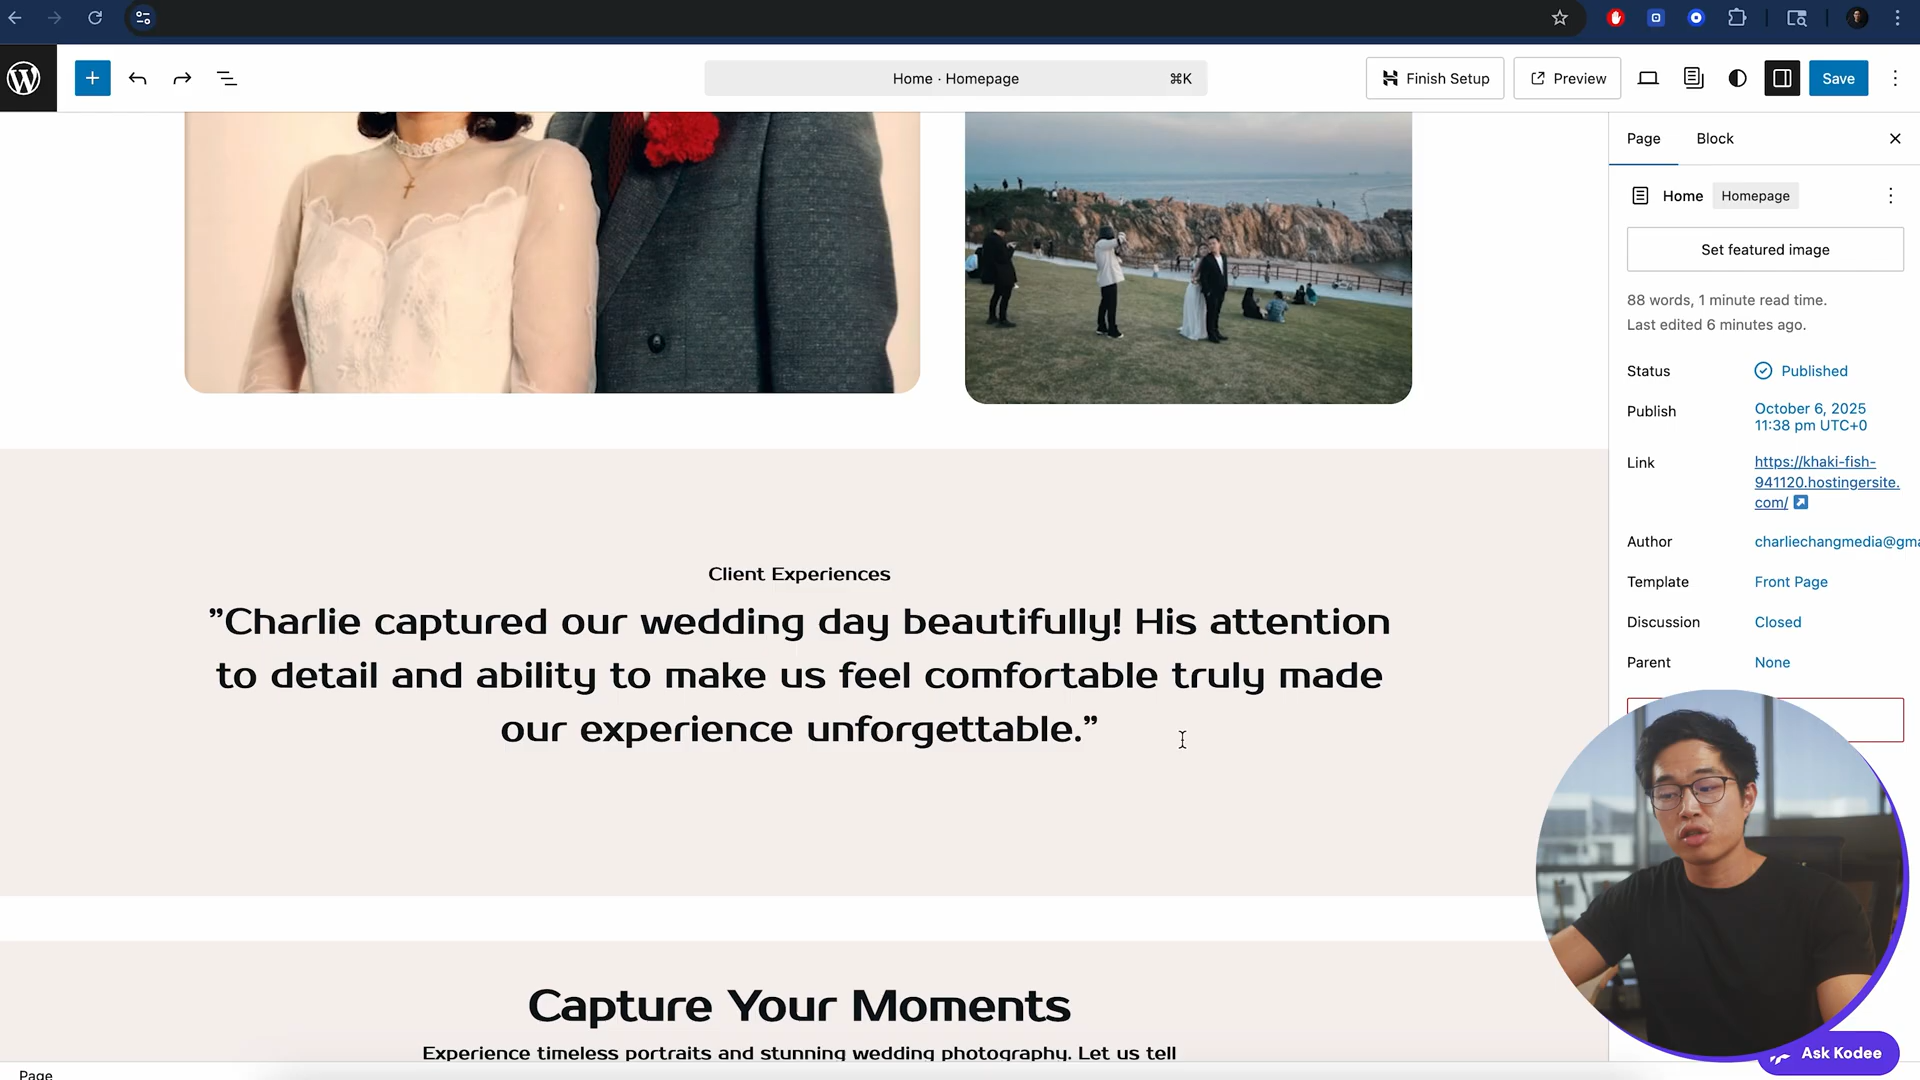 Home · Homepage
⌘K
Finish Setup
Preview
Save
Page
Block
Home
Homepage
Set featured image
88 words, 1 minute read time.
Last edited 6 minutes ago.
Status
Published
Publish
October 6, 2025
11:38 pm UTC+0
Link
https://khaki-fish-
941120.hostingersite.
com/
Author
charliechangmedia@gma
Template
Front Page
Discussion
Closed
Parent
None
Client Experiences
”Charlie captured our wedding day beautifully! His attention
to detail and ability to make us feel comfortable truly made
our experience unforgettable.”
Capture Your Moments
Experience timeless portraits and stunning wedding photography. Let us tell
Ask Kodee
Page